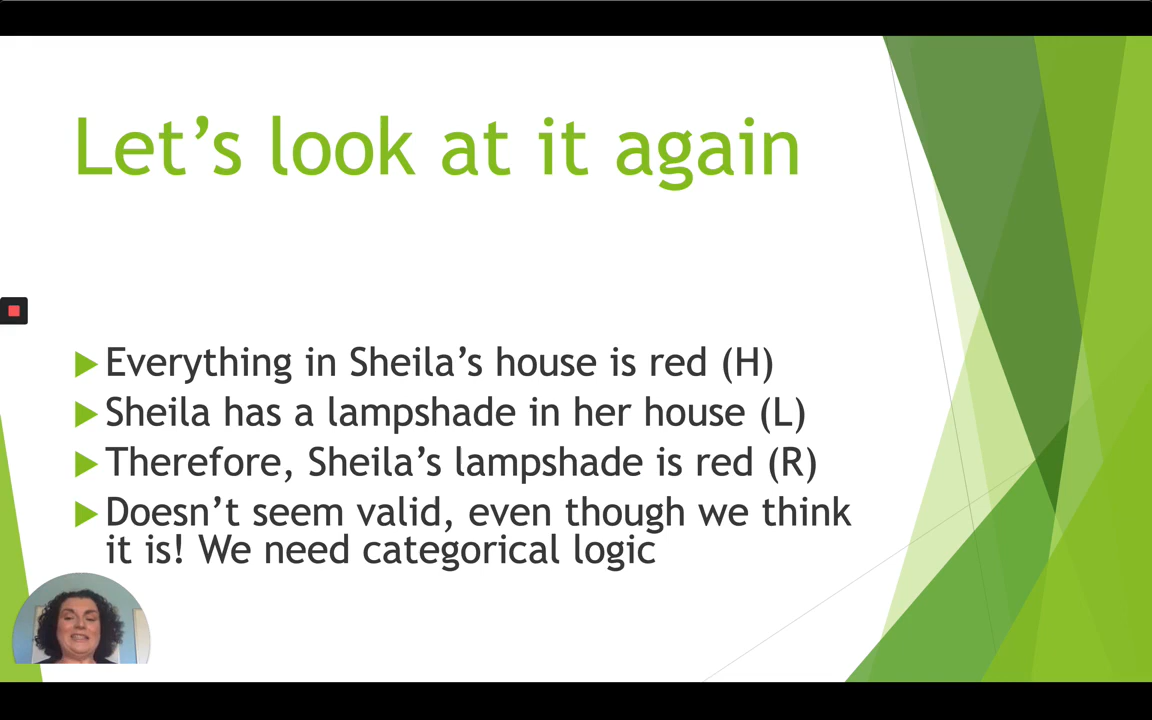 Let’s look at it again
Everything in Sheila’s house is red (H)
Sheila has a lampshade in her house (L)
Therefore, Sheila’s lampshade is red (R)
Doesn’t seem valid, even though we think
it is! We need categorical logic